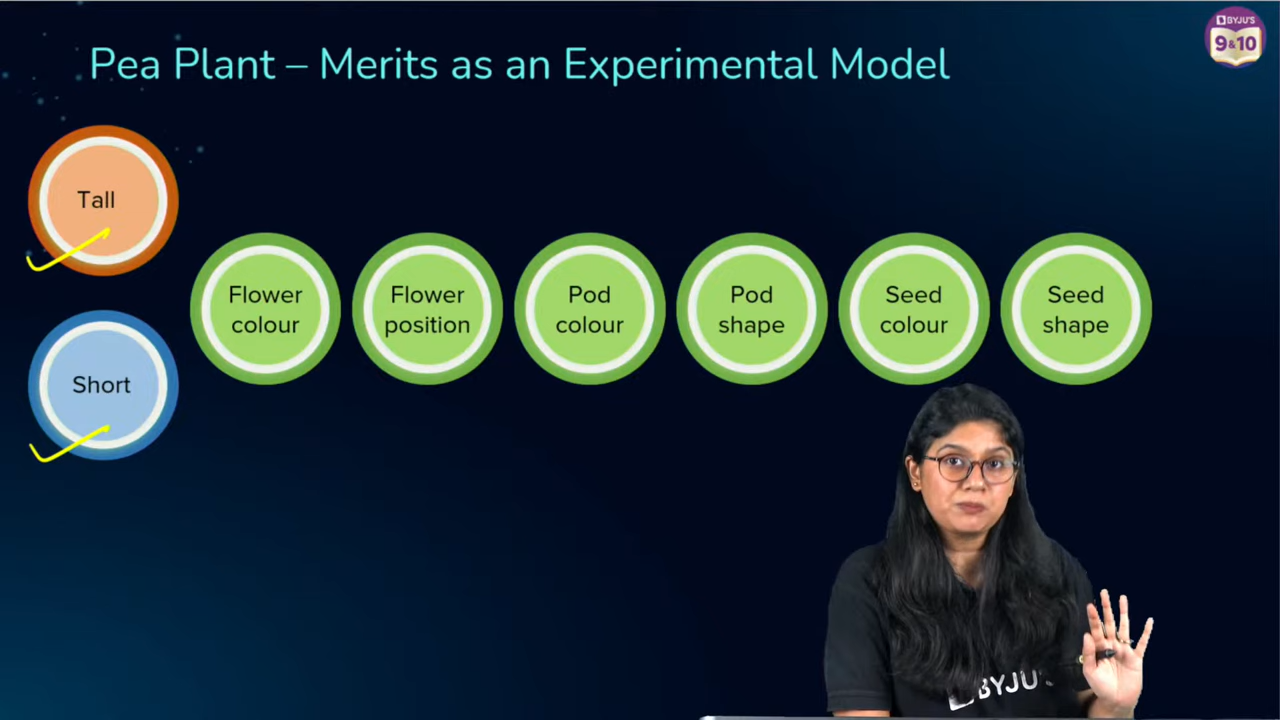 Pea Plant – Merits as an Experimental Model
BYJU'S
9&10
Tall
Short
Flower
colour
Flower
position
Pod
colour
Pod
shape
Seed
colour
Seed
shape
BYJU'S